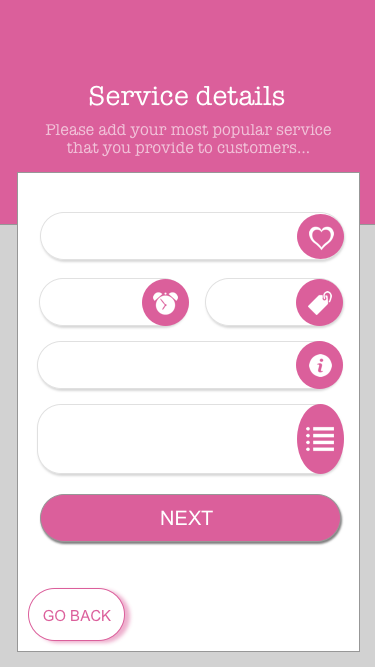 Service details
Please add your most popular service
that you provide to customers...
NEXT
GO BACK